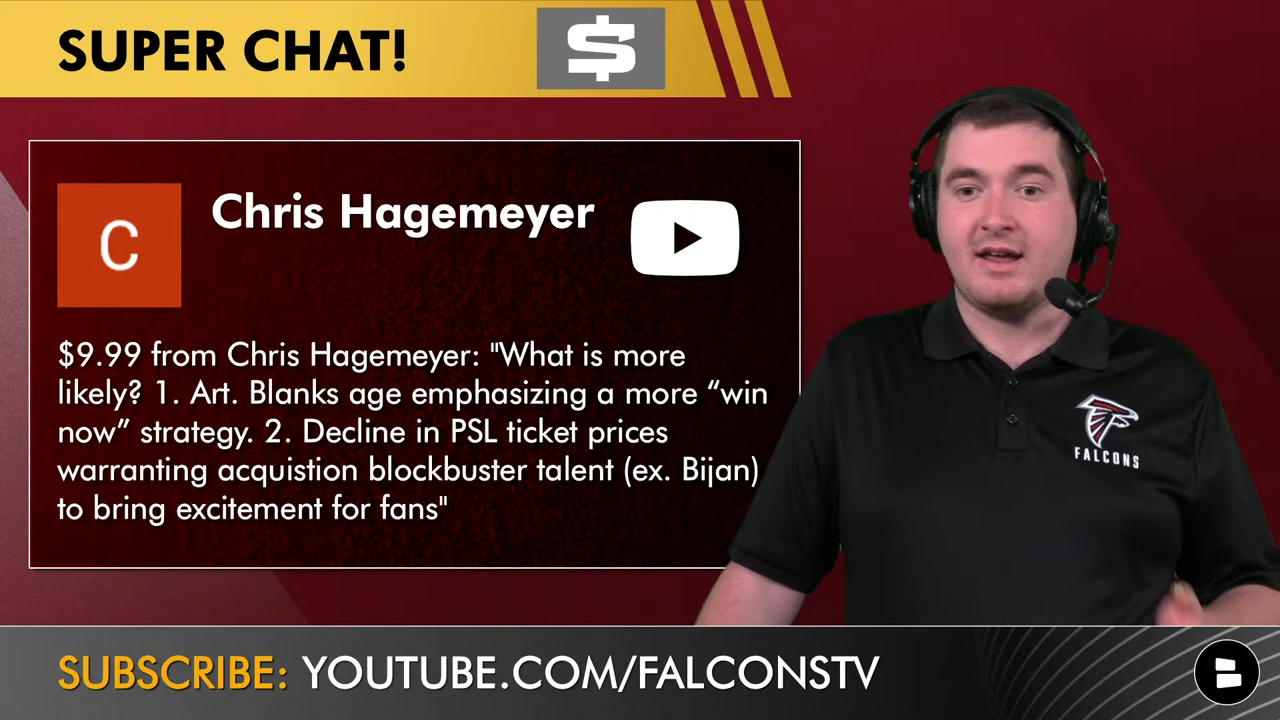 SUPER CHAT!
$
C
Chris Hagemeyer
$9.99 from Chris Hagemeyer: "What is more
likely? 1. Art. Blanks age emphasizing a more “win
now” strategy. 2. Decline in PSL ticket prices
warranting acquistion blockbuster talent (ex. Bijan)
to bring excitement for fans"
FALCONS
SUBSCRIBE: YOUTUBE.COM/FALCONSTV